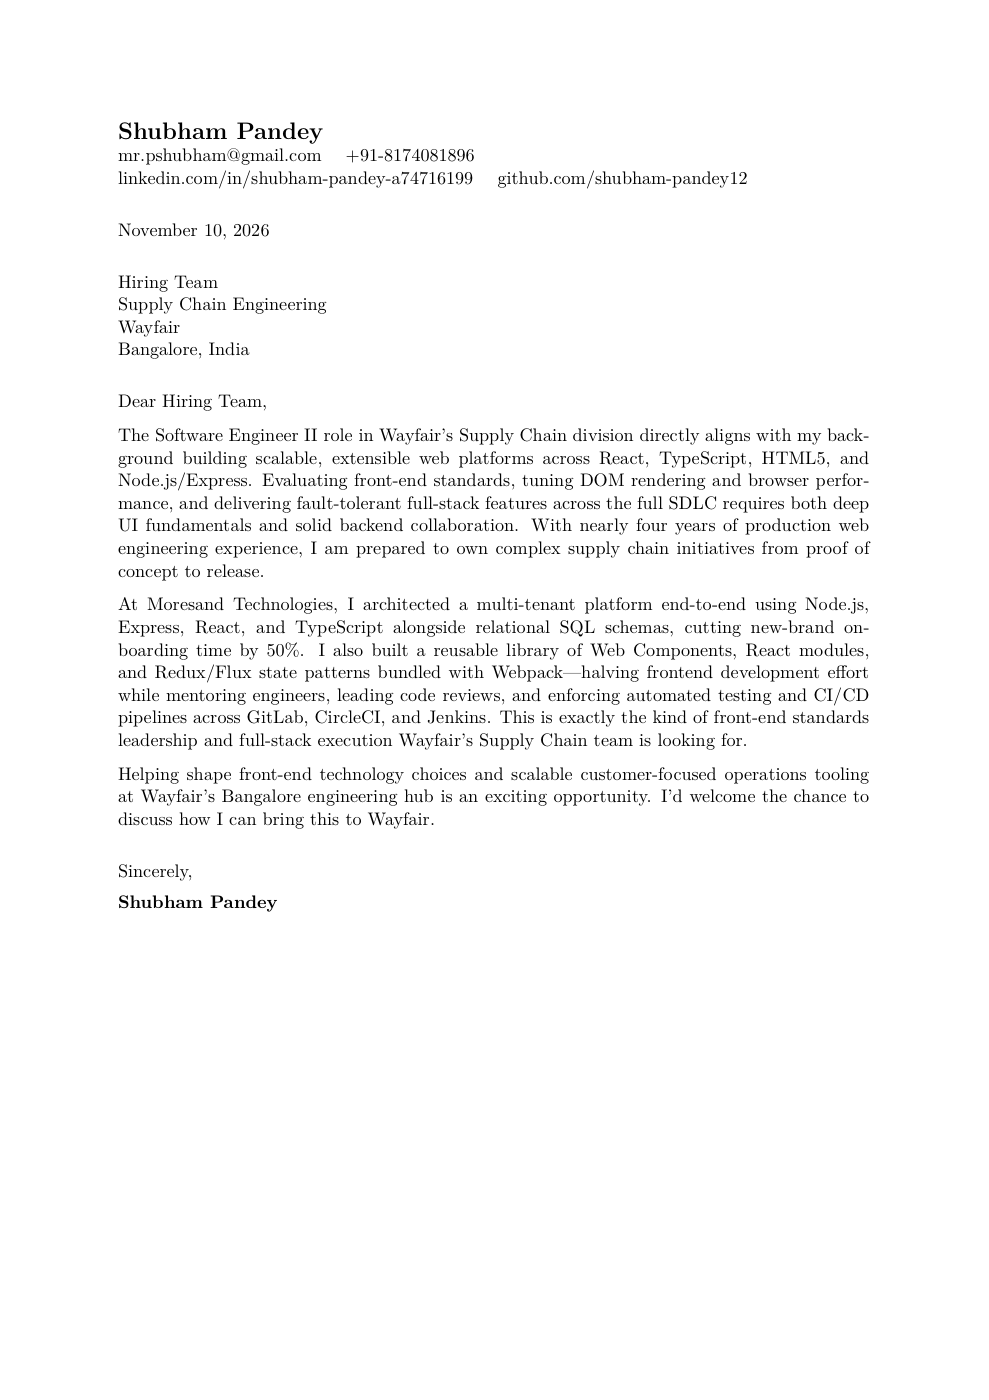 Shubham Pandey
mr.pshubham@gmail.com +91-8174081896
linkedin.com/in/shubham-pandey-a74716199 github.com/shubham-pandey12
November 10, 2026
Hiring Team
Supply Chain Engineering
Wayfair
Bangalore, India
Dear Hiring Team,
The Software Engineer II role in Wayfair's Supply Chain division directly aligns with my back-
ground building scalable, extensible web platforms across React, TypeScript, HTML5, and
Node.js/Express. Evaluating front-end standards, tuning DOM rendering and browser perfor-
mance, and delivering fault-tolerant full-stack features across the full SDLC requires both deep
UI fundamentals and solid backend collaboration. With nearly four years of production web
engineering experience, I am prepared to own complex supply chain initiatives from proof of
concept to release.
At Moresand Technologies, I architected a multi-tenant platform end-to-end using Node.js,
Express, React, and TypeScript alongside relational SQL schemas, cutting new-brand on-
boarding time by 50%. I also built a reusable library of Web Components, React modules,
and Redux/Flux state patterns bundled with Webpack—halving frontend development effort
while mentoring engineers, leading code reviews, and enforcing automated testing and CI/CD
pipelines across GitLab, CircleCI, and Jenkins. This is exactly the kind of front-end standards
leadership and full-stack execution Wayfair's Supply Chain team is looking for.
Helping shape front-end technology choices and scalable customer-focused operations tooling
at Wayfair's Bangalore engineering hub is an exciting opportunity. I'd welcome the chance to
discuss how I can bring this to Wayfair.
Sincerely,
Shubham Pandey